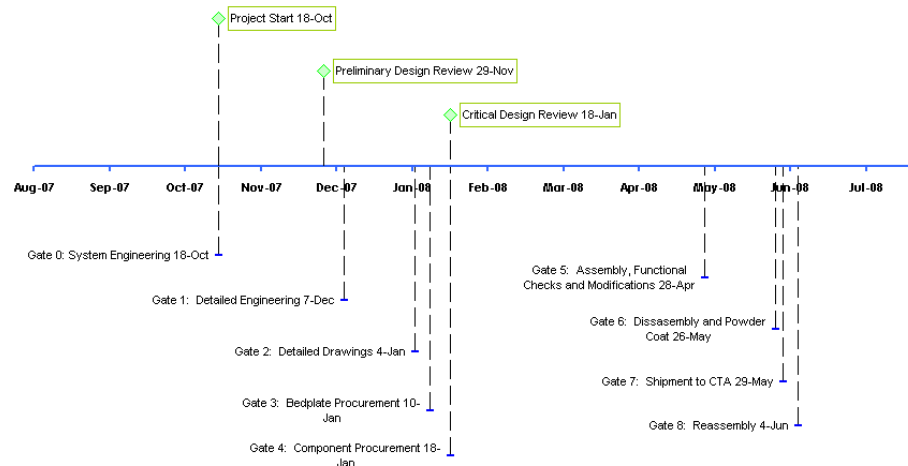 Project Start 18-Oct
Preliminary Design Review 29-Nov
Critical Design Review 18-Jan
Aug-07 Sep-07 Oct-07 Nov-07 Dec-07 Jan-08 Feb-08 Mar-08 Apr-08 May-08 Jun-08 Jul-08
Gate 0: System Engineering 18-Oct
Gate 1: Detailed Engineering 7-Dec
Gate 2: Detailed Drawings 4-Jan
Gate 3: Bedplate Procurement 10-
Jan
Gate 4: Component Procurement 18-
Jan
Gate 5: Assembly, Functional
Checks and Modifications 28-Apr
Gate 6: Dissasembly and Powder
Coat 26-May
Gate 7: Shipment to CTA 29-May
Gate 8: Reassembly 4-Jun